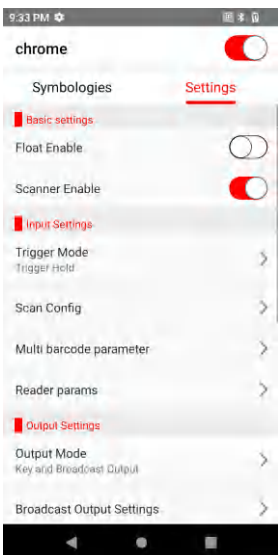 9:33 PM
chrome
Symbologies Settings
Basic settings
Float Enable
Scanner Enable
Input Settings
Trigger Mode
Trigger Hold
Scan Config
Multi barcode parameter
Reader params
Output Settings
Output Mode
Key and Broadcast Output
Broadcast Output Settings